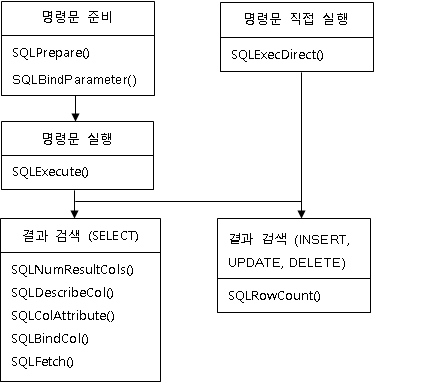 명령문 준비
SQLPrepare()
SQLBindParameter()
명령문 직접 실행
SQLExecDirect()
명령문 실행
SQLExecute()
결과 검색 (SELECT)
SQLNumResultCols()
SQLDescribeCol()
SQLColAttribute()
SQLBindCol()
SQLFetch()
결과 검색 (INSERT,
UPDATE, DELETE)
SQLRowCount()